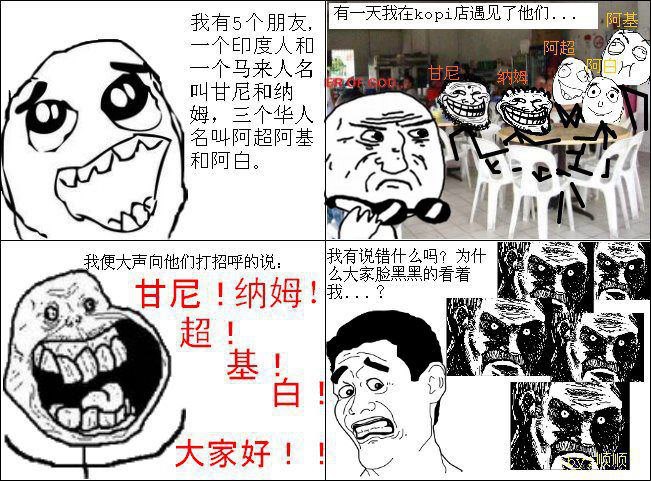 我有5个朋友,
一个印度人和
一个马来人名
叫甘尼和纳
姆，三个华人
名叫阿超阿基
和阿白。
有一天我在kopi店遇见了他们...
阿基
阿超
阿白
甘尼
纳姆
我便大声向他们打招呼的说：
甘尼！纳姆！
超！
基！
白！
大家好！！
我有说错什么吗？为什
么大家脸黑黑的看着
我...？